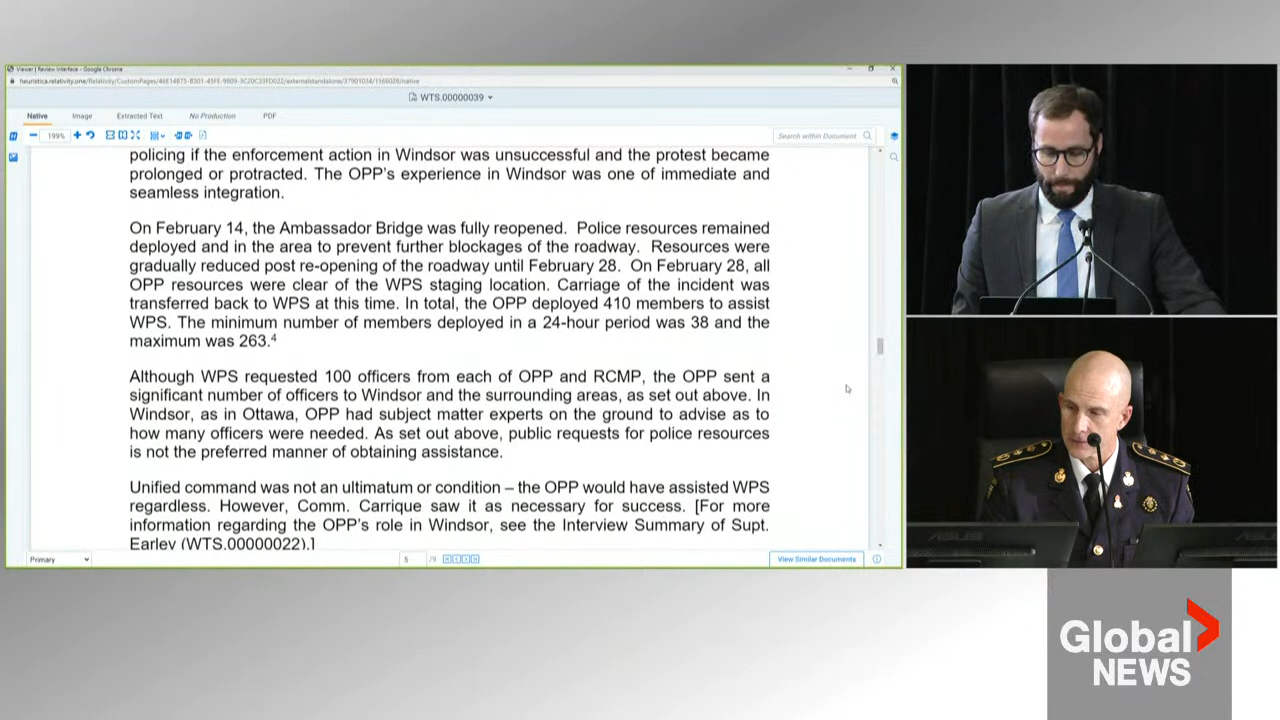 Viewer | Review Interface - Google Chrome
WTS.00000039
Native Image Extracted Text No Production PDF
199%
Search within Document
policing if the enforcement action in Windsor was unsuccessful and the protest became
prolonged or protracted. The OPP's experience in Windsor was one of immediate and
seamless integration.
On February 14, the Ambassador Bridge was fully reopened. Police resources remained
deployed and in the area to prevent further blockages of the roadway. Resources were
gradually reduced post re-opening of the roadway until February 28. On February 28, all
OPP resources were clear of the WPS staging location. Carriage of the incident was
transferred back to WPS at this time. In total, the OPP deployed 410 members to assist
WPS. The minimum number of members deployed in a 24-hour period was 38 and the
maximum was 263.⁴
Although WPS requested 100 officers from each of OPP and RCMP, the OPP sent a
significant number of officers to Windsor and the surrounding areas, as set out above. In
Windsor, as in Ottawa, OPP had subject matter experts on the ground to advise as to
how many officers were needed. As set out above, public requests for police resources
is not the preferred manner of obtaining assistance.
Unified command was not an ultimatum or condition – the OPP would have assisted WPS
regardless. However, Comm. Carrique saw it as necessary for success. [For more
information regarding the OPP's role in Windsor, see the Interview Summary of Supt.
Earley (WTS.00000022).]
Primary
5 /9
View Similar Documents
ASUS
Global
NEWS